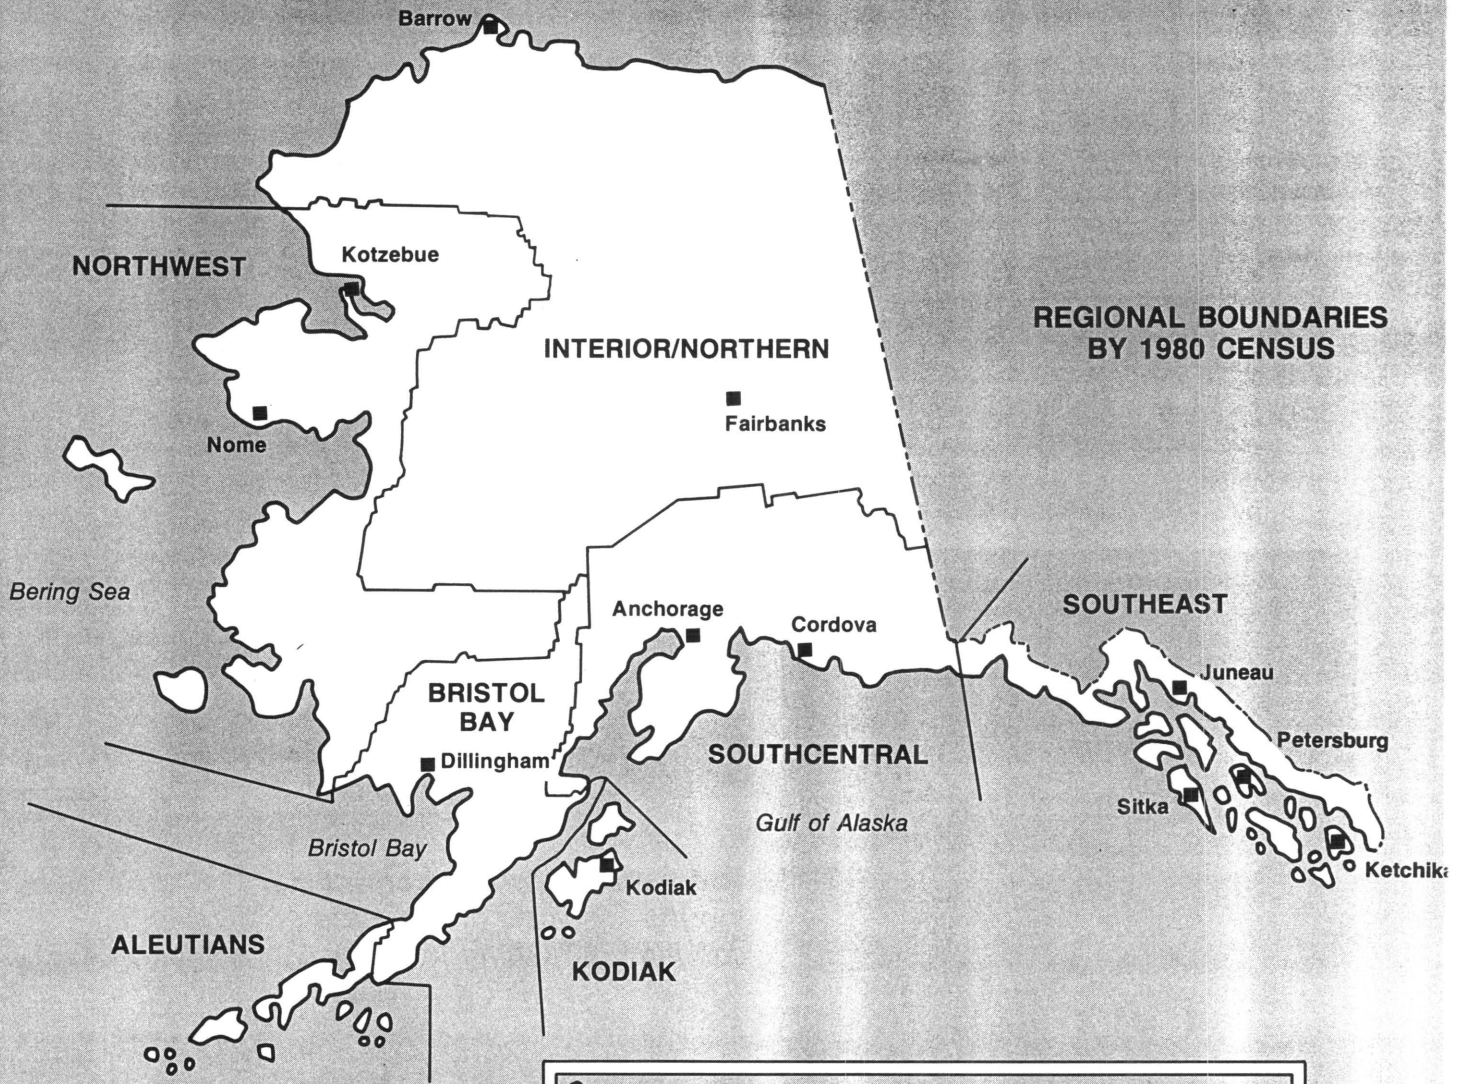 Barrow
Kotzebue
NORTHWEST
REGIONAL BOUNDARIES
BY 1980 CENSUS
INTERIOR/NORTHERN
Fairbanks
Nome
Bering Sea
SOUTHEAST
Anchorage
Cordova
Juneau
BRISTOL
BAY
Petersburg
SOUTHCENTRAL
Dillingham
Sitka
Gulf of Alaska
Bristol Bay
Ketchika
Kodiak
ALEUTIANS
KODIAK